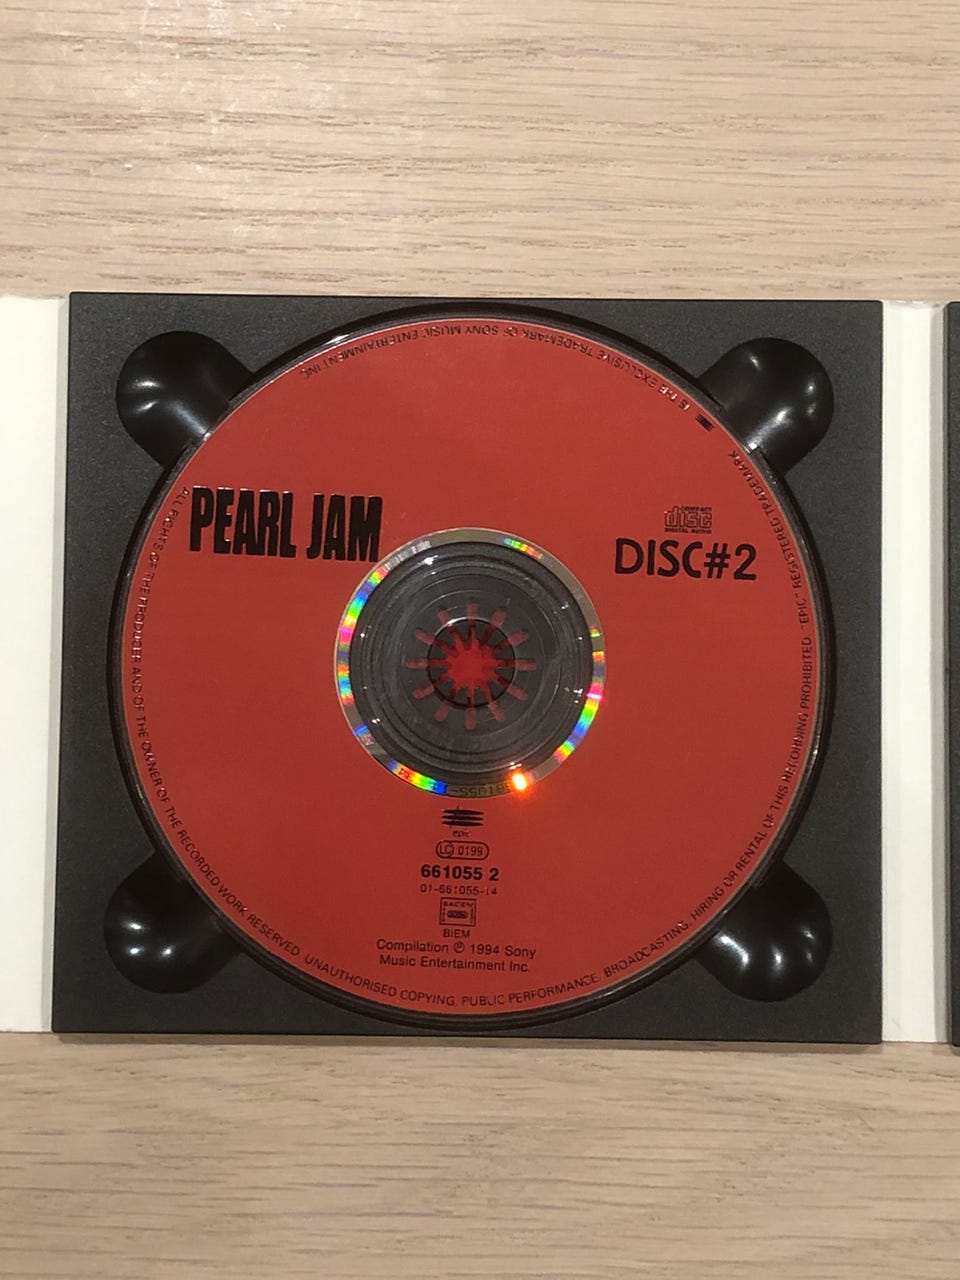 PEARL JAM
COMPACT
disc
DIGITAL AUDIO
DISC#2
epic
LC 0199
661055 2
01-661055-14
SACEM
BIEM
Compilation ℗ 1994 Sony
Music Entertainment Inc.
ALL RIGHTS OF THE PRODUCER AND OF THE OWNER OF THE RECORDED WORK RESERVED. UNAUTHORISED COPYING, PUBLIC PERFORMANCE, BROADCASTING, HIRING OR RENTAL OF THIS RECORDING PROHIBITED. "EPIC" REGISTERED TRADEMARK
IS THE EXCLUSIVE TRADEMARK OF SONY MUSIC ENTERTAINMENT INC.